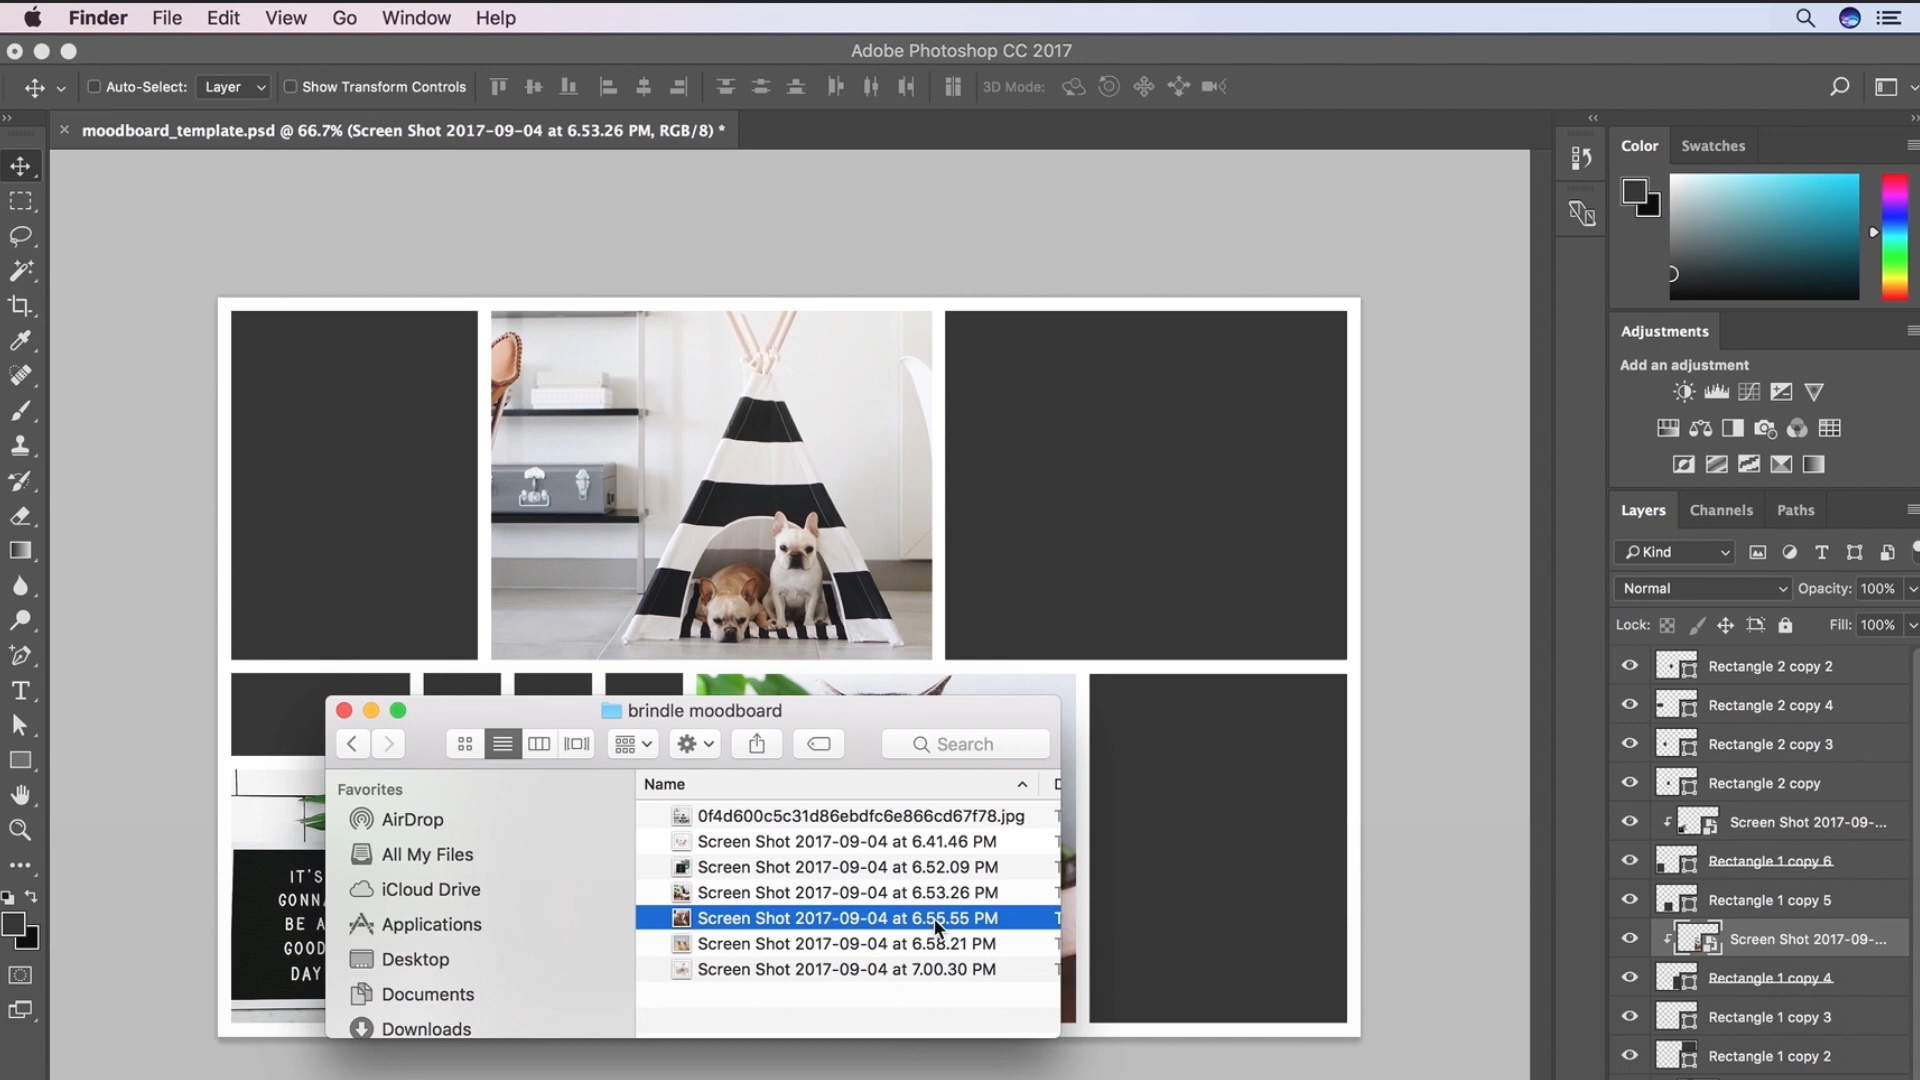 Finder File Edit View Go Window Help
Adobe Photoshop CC 2017
Auto-Select: Layer Show Transform Controls 3D Mode:
moodboard_template.psd @ 66.7% (Screen Shot 2017-09-04 at 6.53.26 PM, RGB/8) *
Color Swatches
Adjustments
Add an adjustment
Layers Channels Paths
Kind
Normal Opacity: 100%
Lock: Fill: 100%
Rectangle 2 copy 2
Rectangle 2 copy 4
Rectangle 2 copy 3
Rectangle 2 copy
Screen Shot 2017-09-...
Rectangle 1 copy 6
Rectangle 1 copy 5
Screen Shot 2017-09-...
Rectangle 1 copy 4
Rectangle 1 copy 3
Rectangle 1 copy 2
brindle moodboard
Search
Favorites
AirDrop
All My Files
iCloud Drive
Applications
Desktop
Documents
Downloads
Name
0f4d600c5c31d86ebdfc6e866cd67f78.jpg
Screen Shot 2017-09-04 at 6.41.46 PM
Screen Shot 2017-09-04 at 6.52.09 PM
Screen Shot 2017-09-04 at 6.53.26 PM
Screen Shot 2017-09-04 at 6.55.55 PM
Screen Shot 2017-09-04 at 6.58.21 PM
Screen Shot 2017-09-04 at 7.00.30 PM
IT'S
GONN
BE A
GOOD
DAY